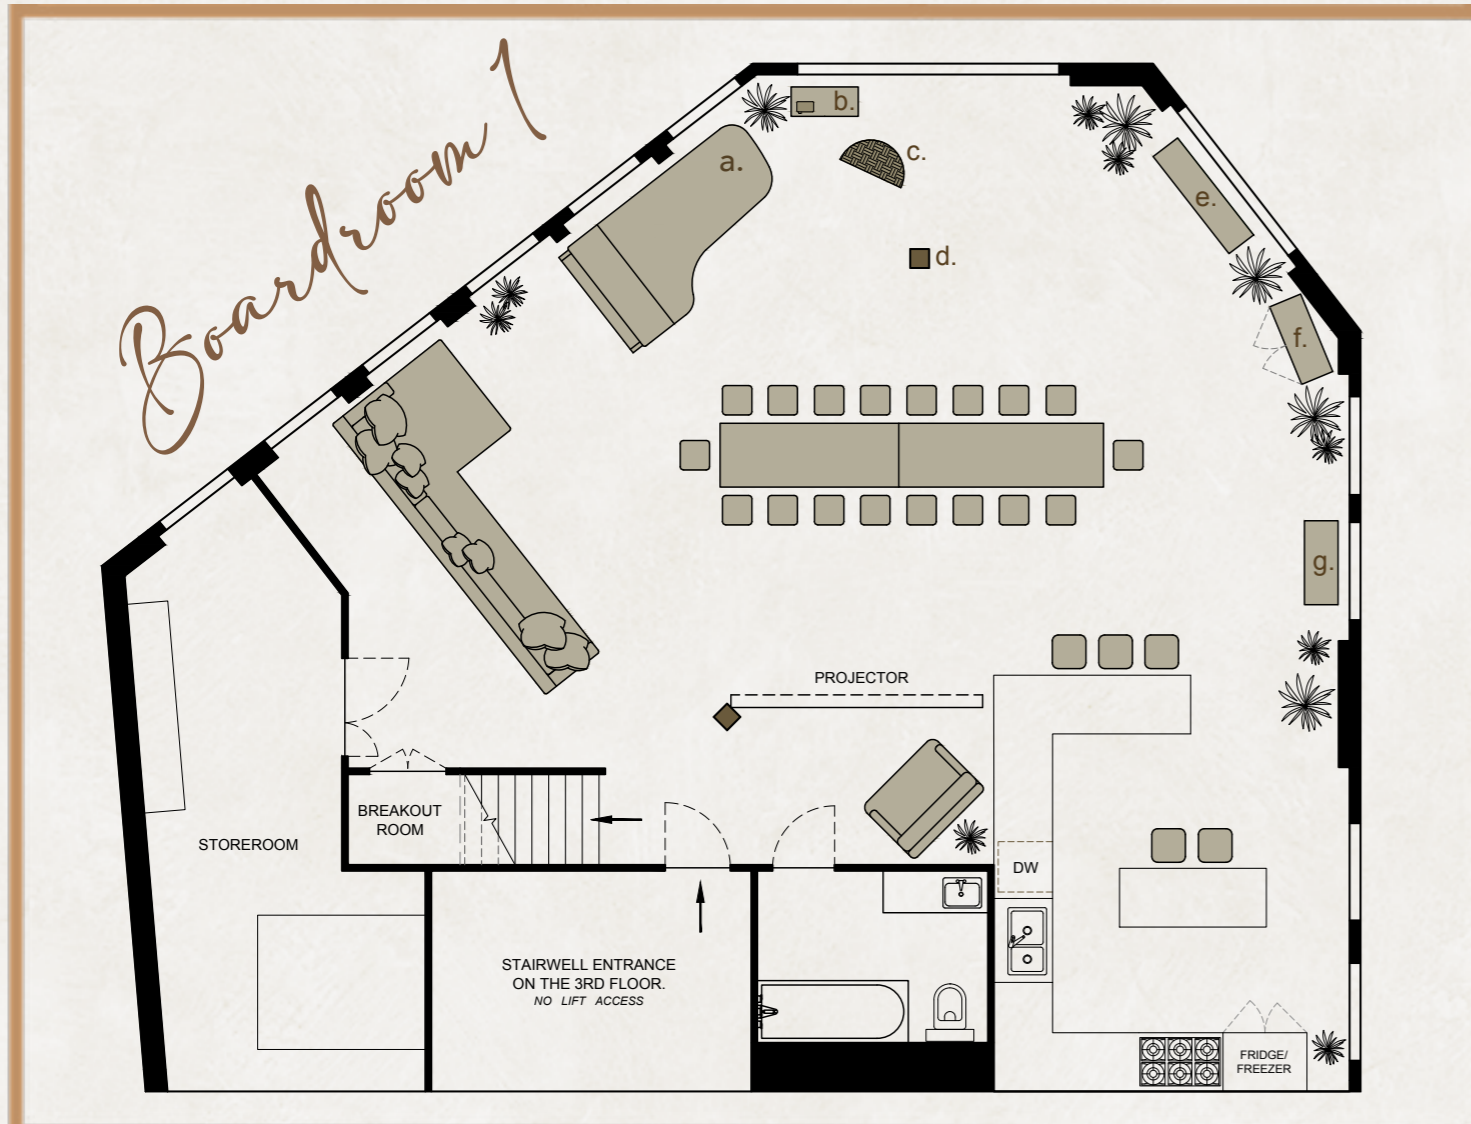 Boardroom 1
a.
b.
c.
d.
e.
f.
g.
PROJECTOR
BREAKOUT
ROOM
STOREROOM
DW
STAIRWELL ENTRANCE
ON THE 3RD FLOOR.
NO LIFT ACCESS
FRIDGE/
FREEZER